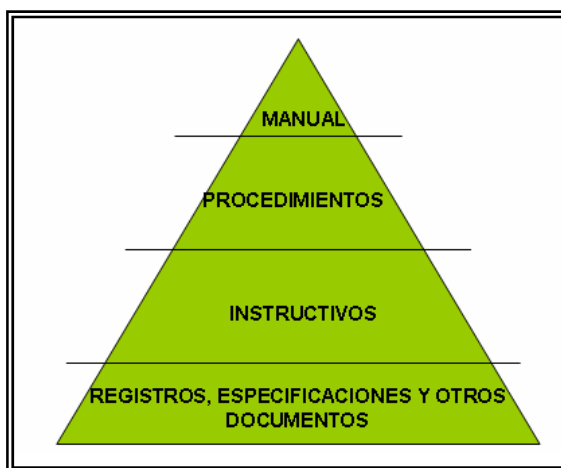 MANUAL
PROCEDIMIENTOS
INSTRUCTIVOS
REGISTROS, ESPECIFICACIONES Y OTROS
DOCUMENTOS